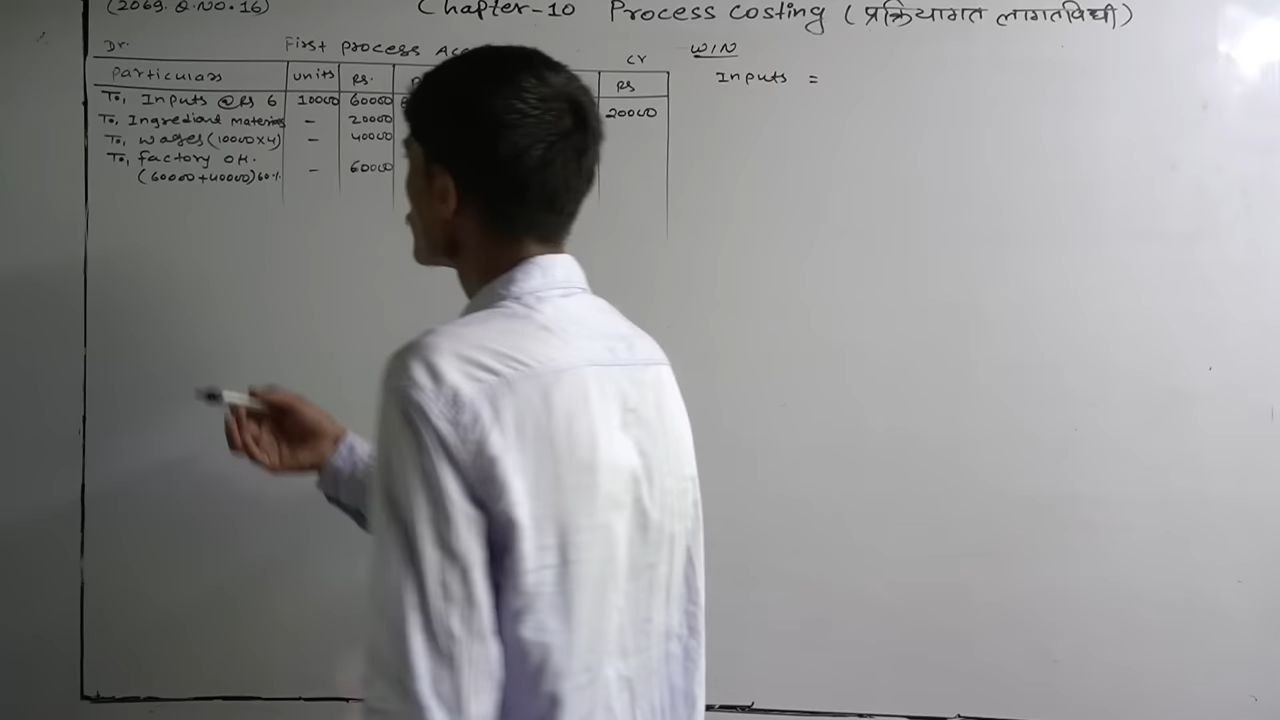 (2069. Q.NO.16) Chapter-10 Process Costing (प्रक्रियागत लागतविधी)
Dr. First Process Cr
Particulars Units Rs. Rs
To, Inputs @ Rs 6 10000 60000
To, Ingredient Materials - 20000 20000
To, Wages (10000×4) - 40000
To, factory OH.
(60000+40000)60% - 60000
W/N
Inputs =